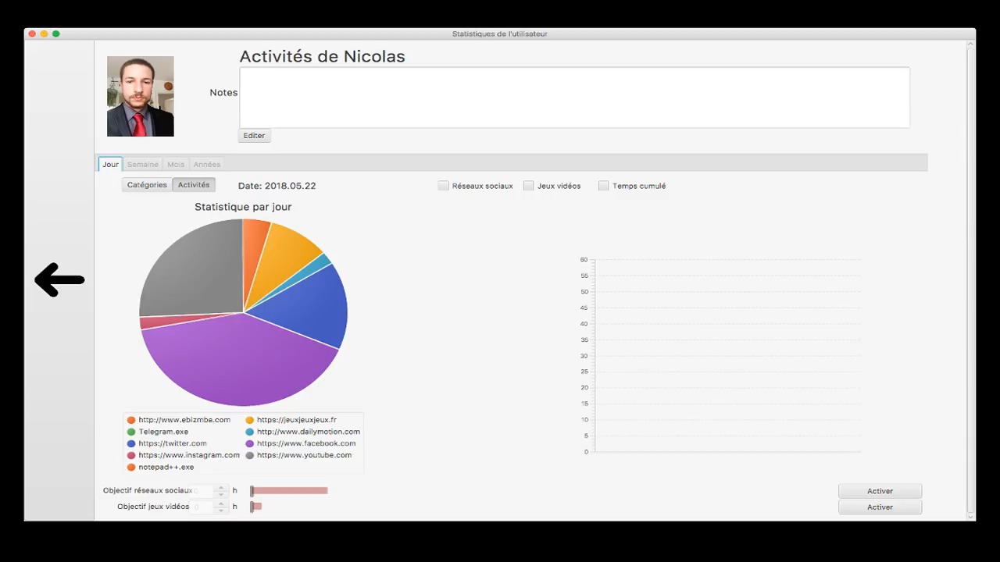 Statistiques de l'utilisateur
Activités de Nicolas
Notes
Editer
Jour Semaine Mois Années
Catégories Activités Date: 2018.05.22 Réseaux sociaux Jeux vidéos Temps cumulé
Statistique par jour
60
55
50
45
40
35
30
25
20
15
10
5
0
http://www.ebizmba.com https://jeuxjeuxjeux.fr
Telegram.exe http://www.dailymotion.com
https://twitter.com https://www.facebook.com
https://www.instagram.com https://www.youtube.com
notepad++.exe
Objectif réseaux sociaux 0 h Activer
Objectif jeux vidéos 0 h Activer